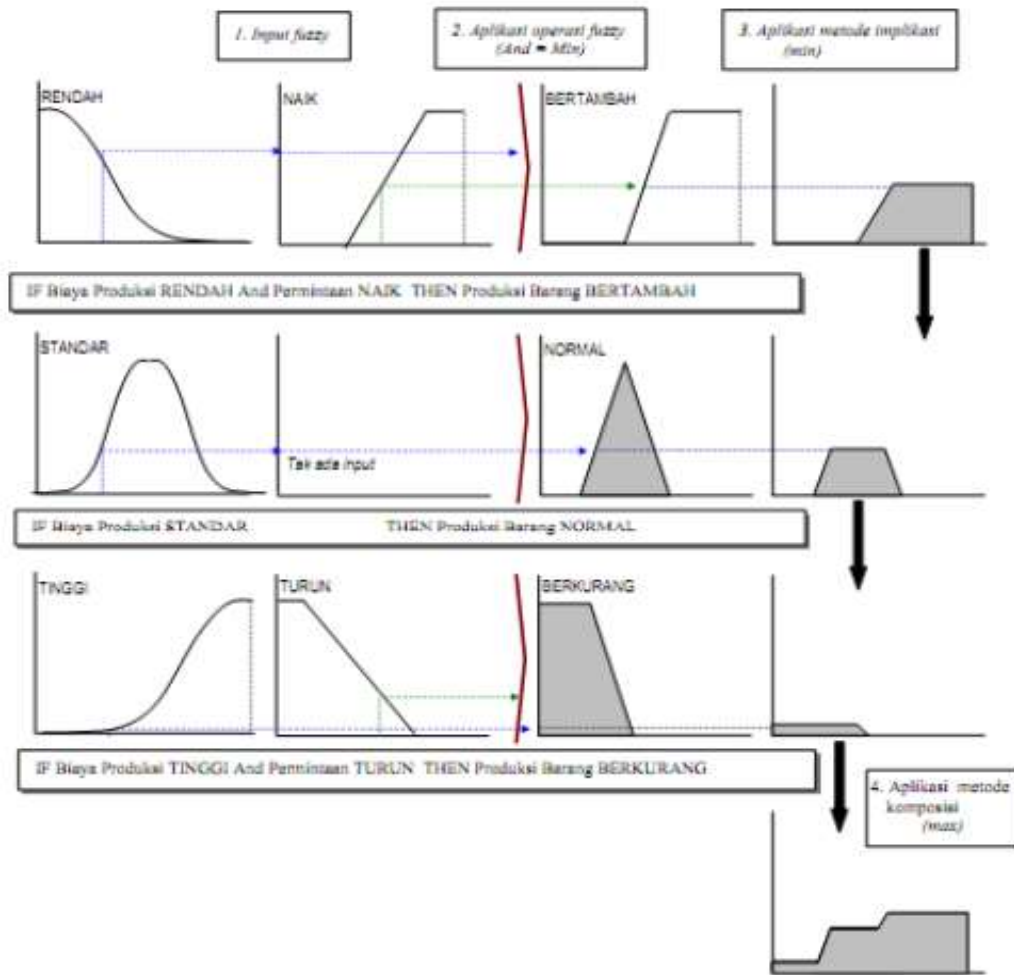 1. Input fuzzy
2. Aplikasi operasi fuzzy
(And = Min)
3. Aplikasi metode implikasi
(min)
RENDAH
NAIK
BERTAMBAH
IF Biaya Produksi RENDAH And Permintaan NAIK THEN Produksi Barang BERTAMBAH
STANDAR
Tak ada input
NORMAL
IF Biaya Produksi STANDAR THEN Produksi Barang NORMAL
TINGGI
TURUN
BERKURANG
IF Biaya Produksi TINGGI And Permintaan TURUN THEN Produksi Barang BERKURANG
4. Aplikasi metode
komposisi
(max)